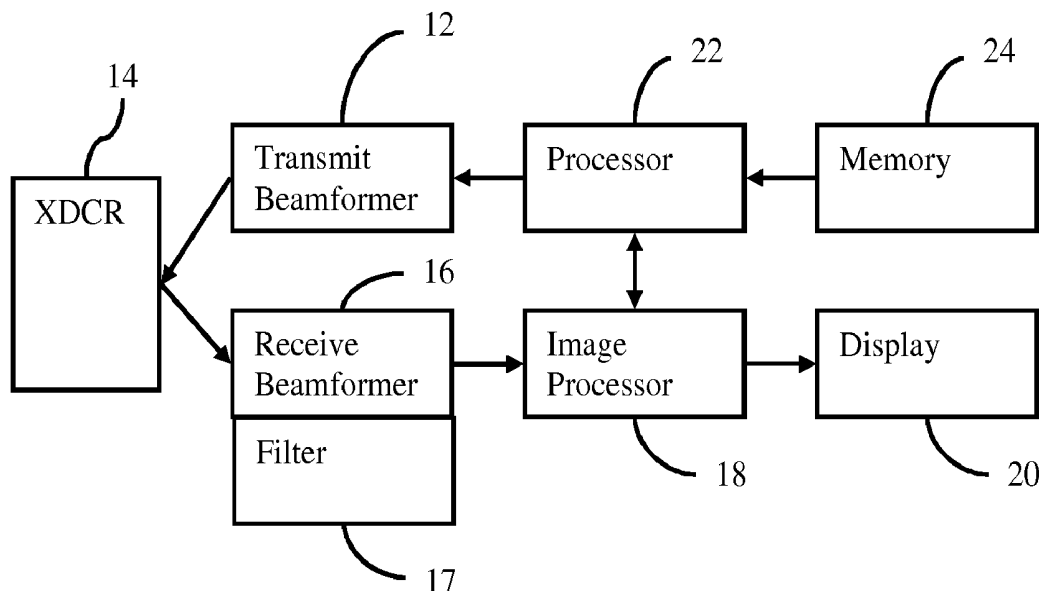 12
22
24
14
Transmit
Beamformer
Processor
Memory
XDCR
16
Receive
Beamformer
Image
Processor
Display
Filter
18
20
17